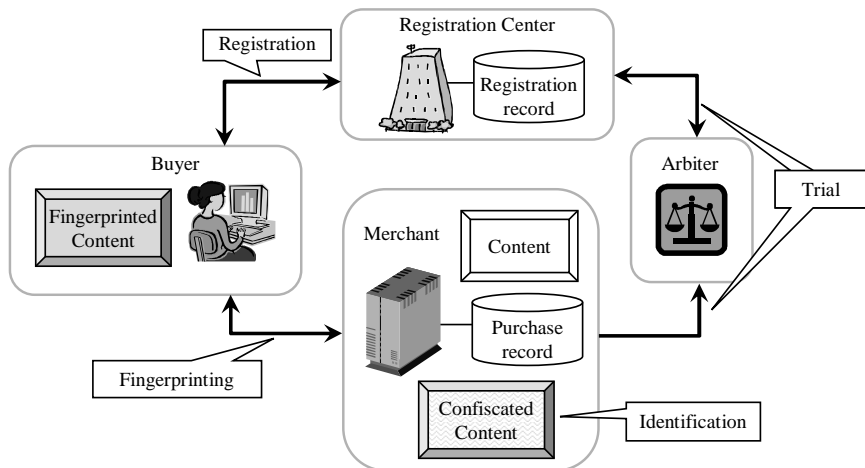 Registration Center
Registration
Registration
record
Buyer
Arbiter
Fingerprinted
Content
Trial
Merchant
Content
Purchase
record
Fingerprinting
Confiscated
Content
Identification